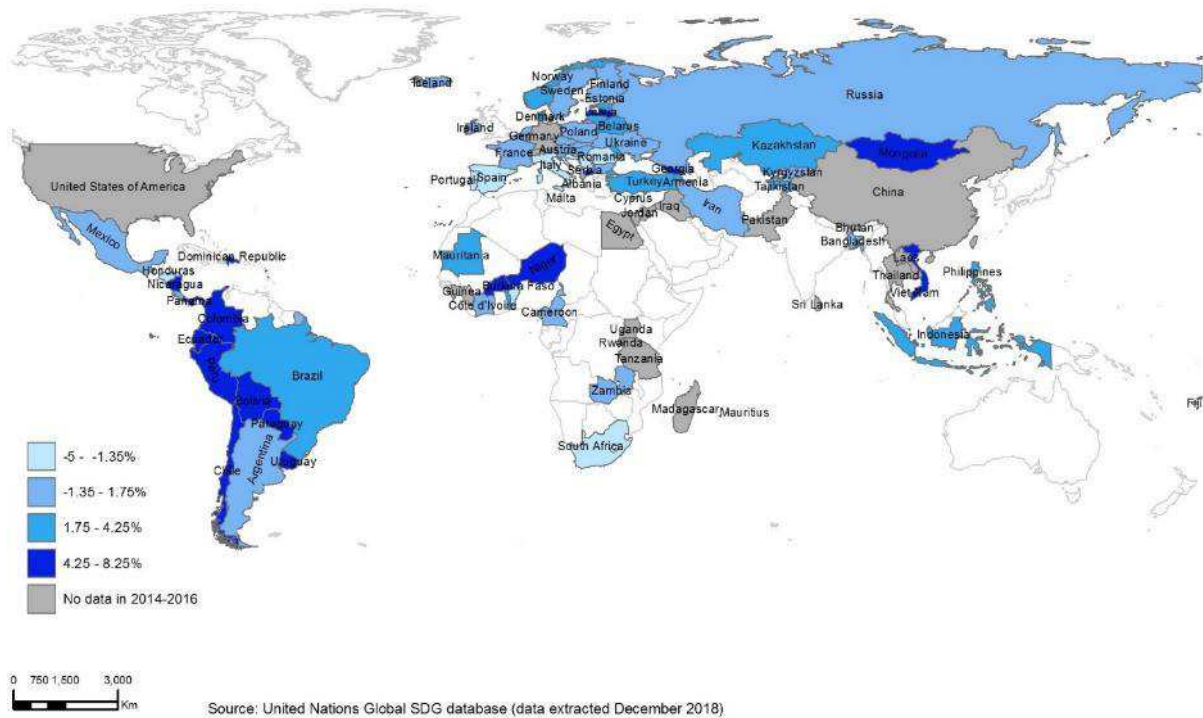 Iceland
Norway
Finland
Sweden
Estonia
Russia
Denmark
Ireland
Germany
Poland
Belarus
Ukraine
France
Austria
Romania
Kazakhstan
Mongolia
Italy
Serbia
Georgia
Kyrgyzstan
United States of America
Portugal
Spain
Albania
Turkey
Armenia
Tajikistan
China
Malta
Cyprus
Jordan
Iraq
Iran
Pakistan
Bhutan
Egypt
Bangladesh
Mexico
Dominican Republic
Mauritania
Niger
Laos
Honduras
Thailand
Philippines
Nicaragua
Guinea
Burkina Faso
Vietnam
Panama
Côte d'Ivoire
Cameroon
Sri Lanka
Colombia
Uganda
Indonesia
Ecuador
Rwanda
Tanzania
Peru
Brazil
Zambia
Bolivia
Madagascar
Mauritius
Fiji
Paraguay
South Africa
Chile
Argentina
Uruguay
-5 - -1.35%
-1.35 - 1.75%
1.75 - 4.25%
4.25 - 8.25%
No data in 2014-2016
0 750 1,500 3,000
Km
Source: United Nations Global SDG database (data extracted December 2018)